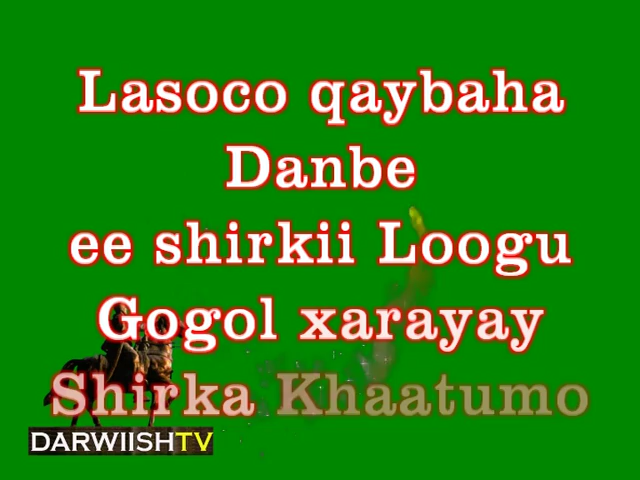 Lasoco qaybaha
Danbe
ee shirkii Loogu
Gogol xarayay
Shirka Khaatumo
DARWIISHTV